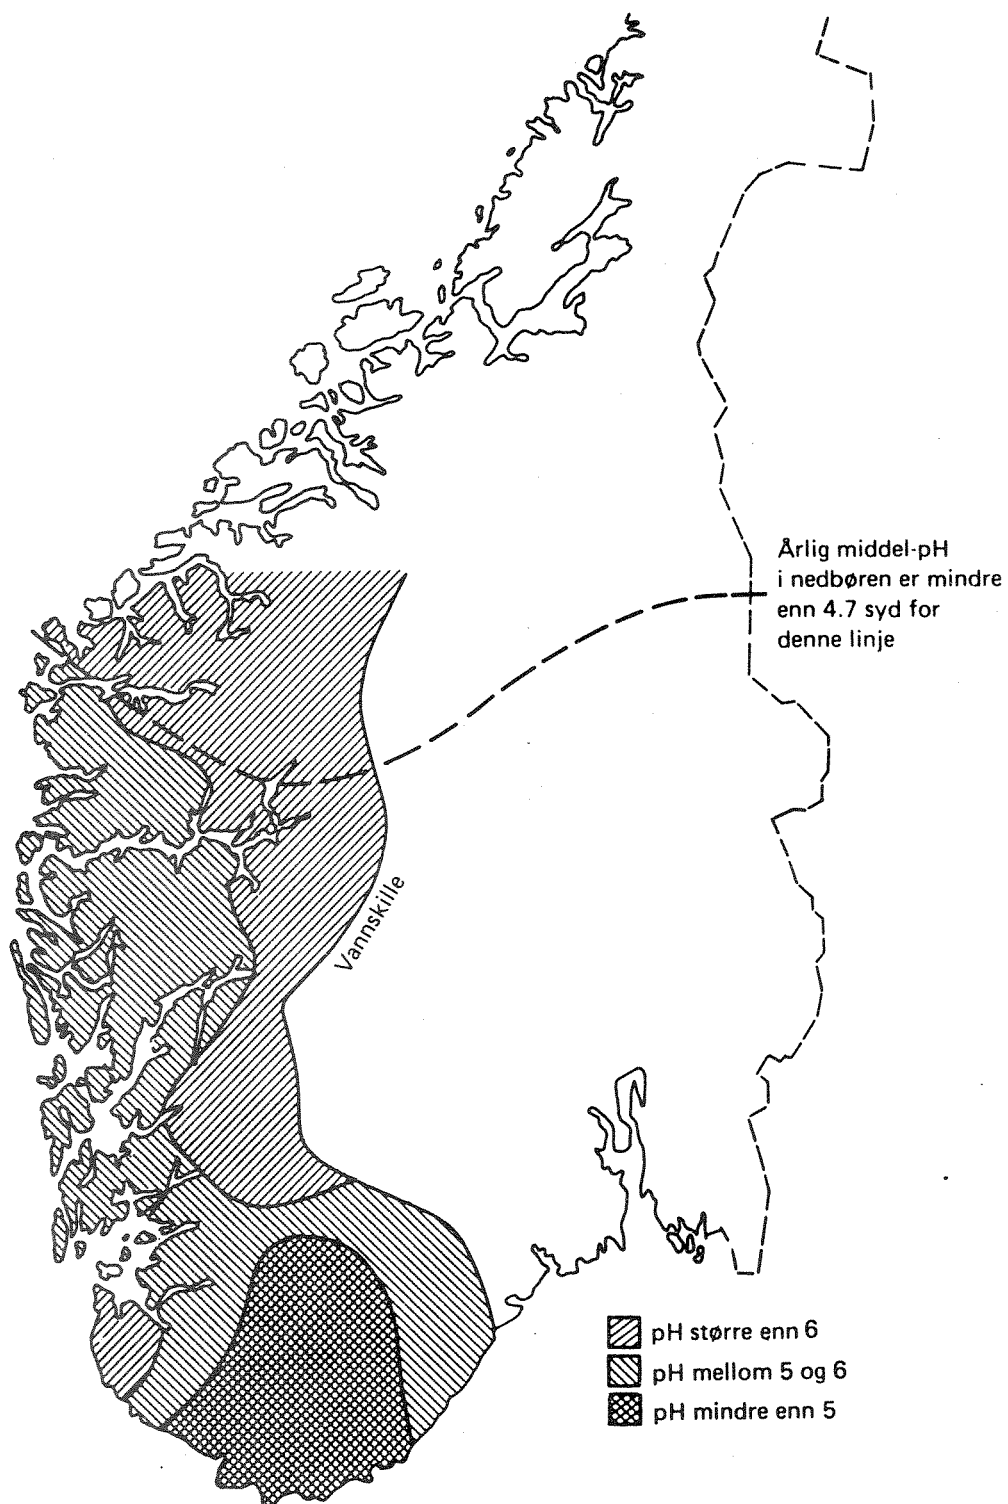 Årlig middel-pH
i nedbøren er mindre
enn 4.7 syd for
denne linje
Vannskille
pH større enn 6
pH mellom 5 og 6
pH mindre enn 5